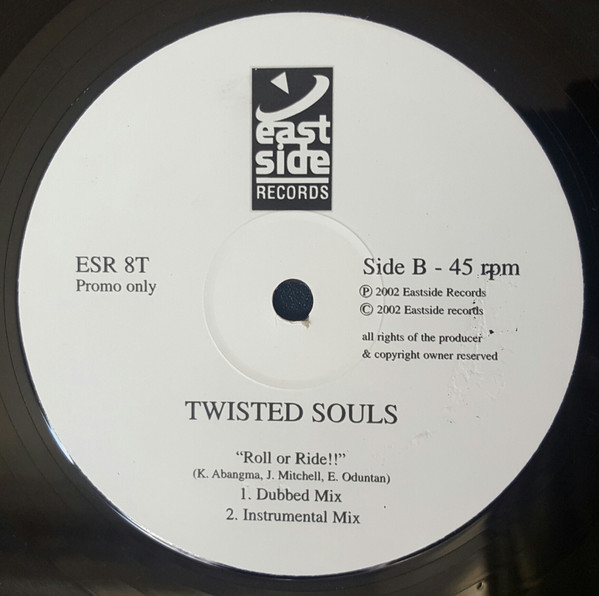 east
side
RECORDS
ESR 8T
Promo only
Side B - 45 rpm
Ⓟ 2002 Eastside Records
© 2002 Eastside records
all rights of the producer
& copyright owner reserved
TWISTED SOULS
“Roll or Ride!!”
(K. Abangma, J. Mitchell, E. Oduntan)
1. Dubbed Mix
2. Instrumental Mix